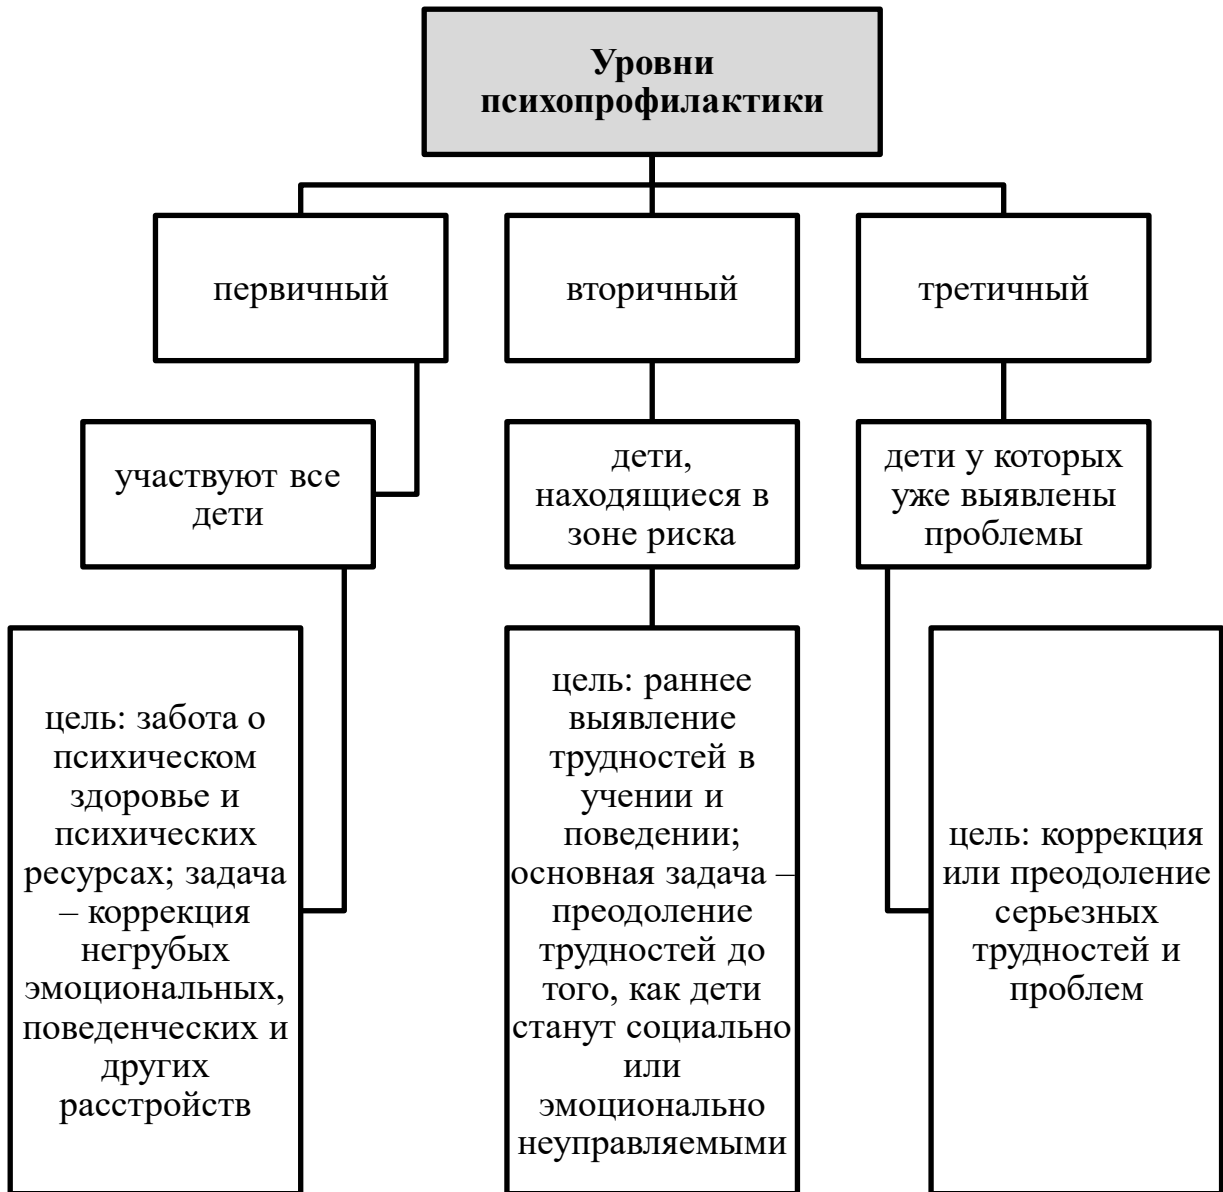 Уровни
психопрофилактики
первичный
вторичный
третичный
участвуют все
дети
дети,
находящиеся в
зоне риска
дети у которых
уже выявлены
проблемы
цель: забота о
психическом
здоровье и
психических
ресурсах; задача
– коррекция
негрубых
эмоциональных,
поведенческих и
других
расстройств
цель: раннее
выявление
трудностей в
учении и
поведении;
основная задача –
преодоление
трудностей до
того, как дети
станут социально
или
эмоционально
неуправляемыми
цель: коррекция
или преодоление
серьезных
трудностей и
проблем